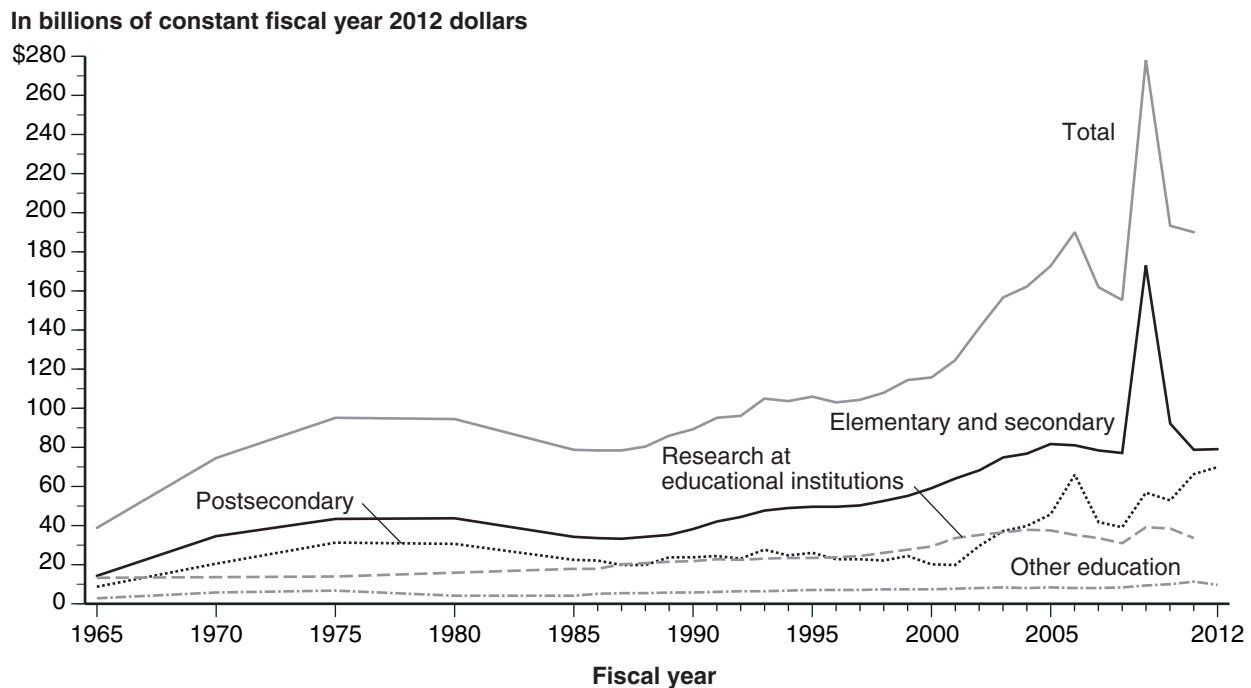 In billions of constant fiscal year 2012 dollars
$280
260
240
220
200
180
160
140
120
100
80
60
40
20
0
Total
Elementary and secondary
Research at
educational institutions
Postsecondary
Other education
1965 1970 1975 1980 1985 1990 1995 2000 2005 2012
Fiscal year